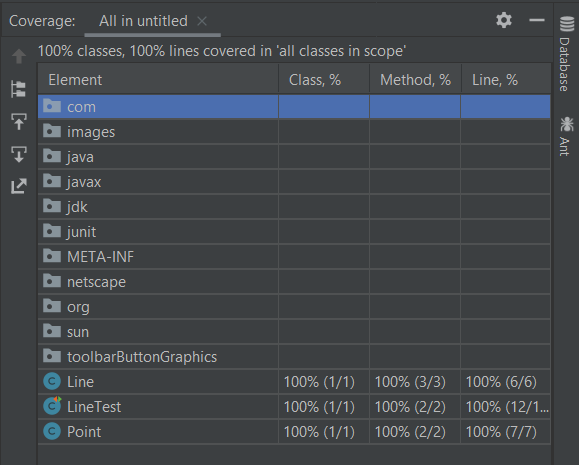 Coverage: All in untitled
100% classes, 100% lines covered in 'all classes in scope'
Element Class, % Method, % Line, %
com
images
java
javax
jdk
junit
META-INF
netscape
org
sun
toolbarButtonGraphics
Line 100% (1/1) 100% (3/3) 100% (6/6)
LineTest 100% (1/1) 100% (2/2) 100% (12/1...
Point 100% (1/1) 100% (2/2) 100% (7/7)
Database
Ant